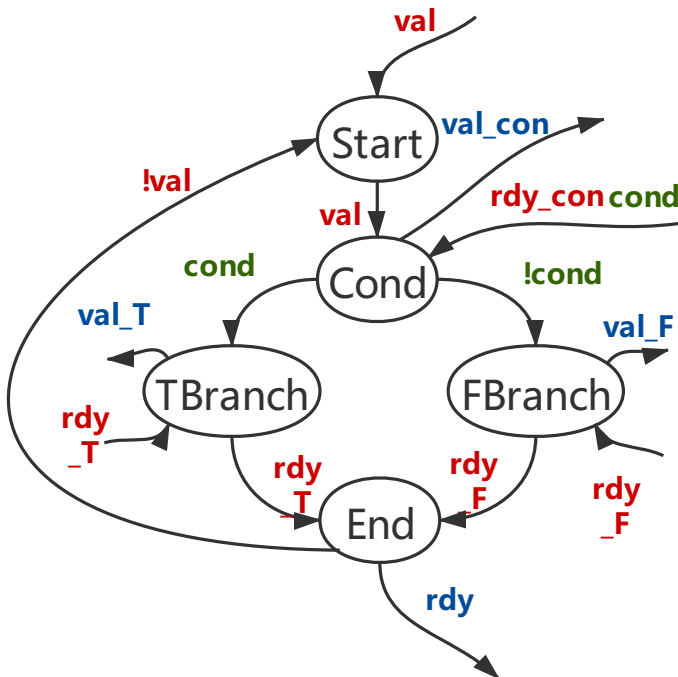 val
Start
val_con
!val
val
rdy_con cond
cond
Cond
!cond
val_T
val_F
TBranch
FBranch
rdy
_T
rdy
_T
rdy
_F
rdy
_F
End
rdy